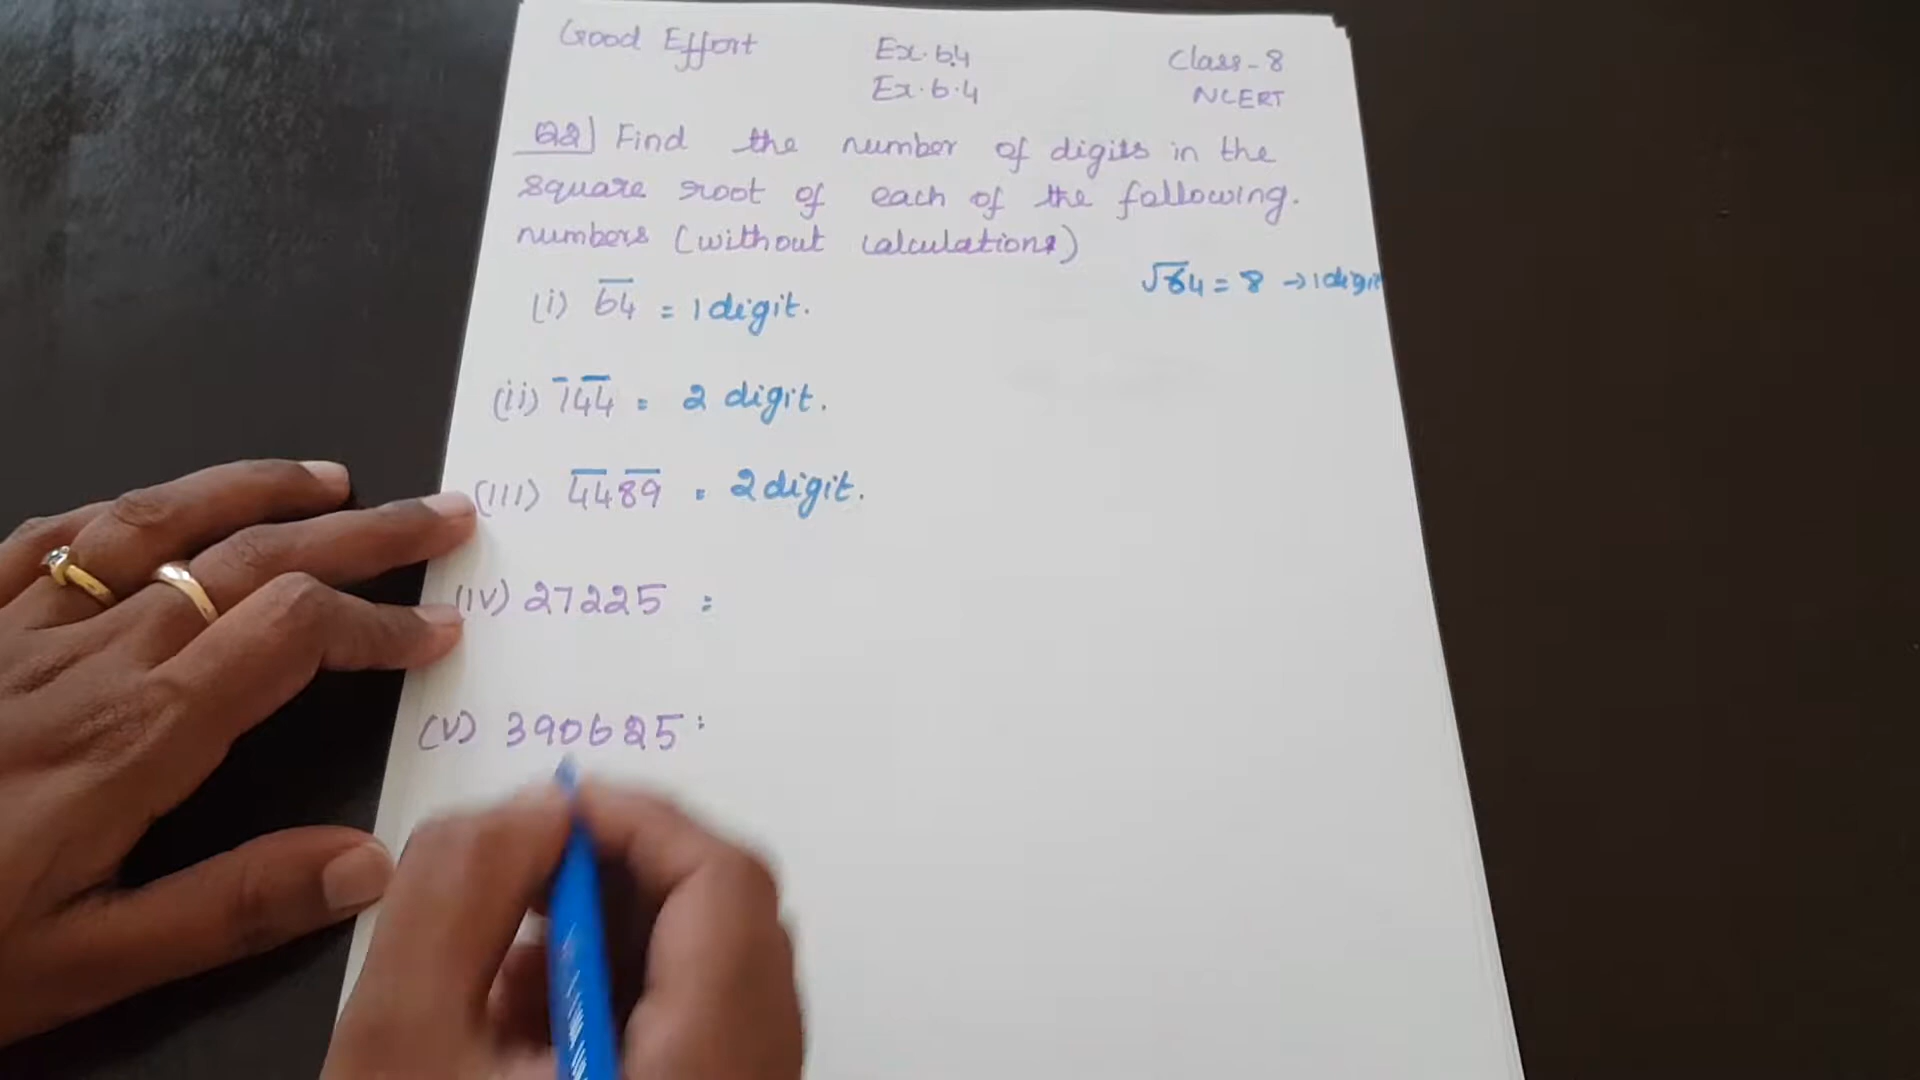 Good Effort Ex.6.4 Class-8
Ex.6.4 NCERT
Q2) Find the number of digits in the
square root of each of the following.
numbers (without calculations)
√64 = 8 → 1 digit
(i) 64 = 1 digit.
(ii) 144 = 2 digit.
(iii) 4489 = 2 digit.
(iv) 27225 =
(v) 390625 :